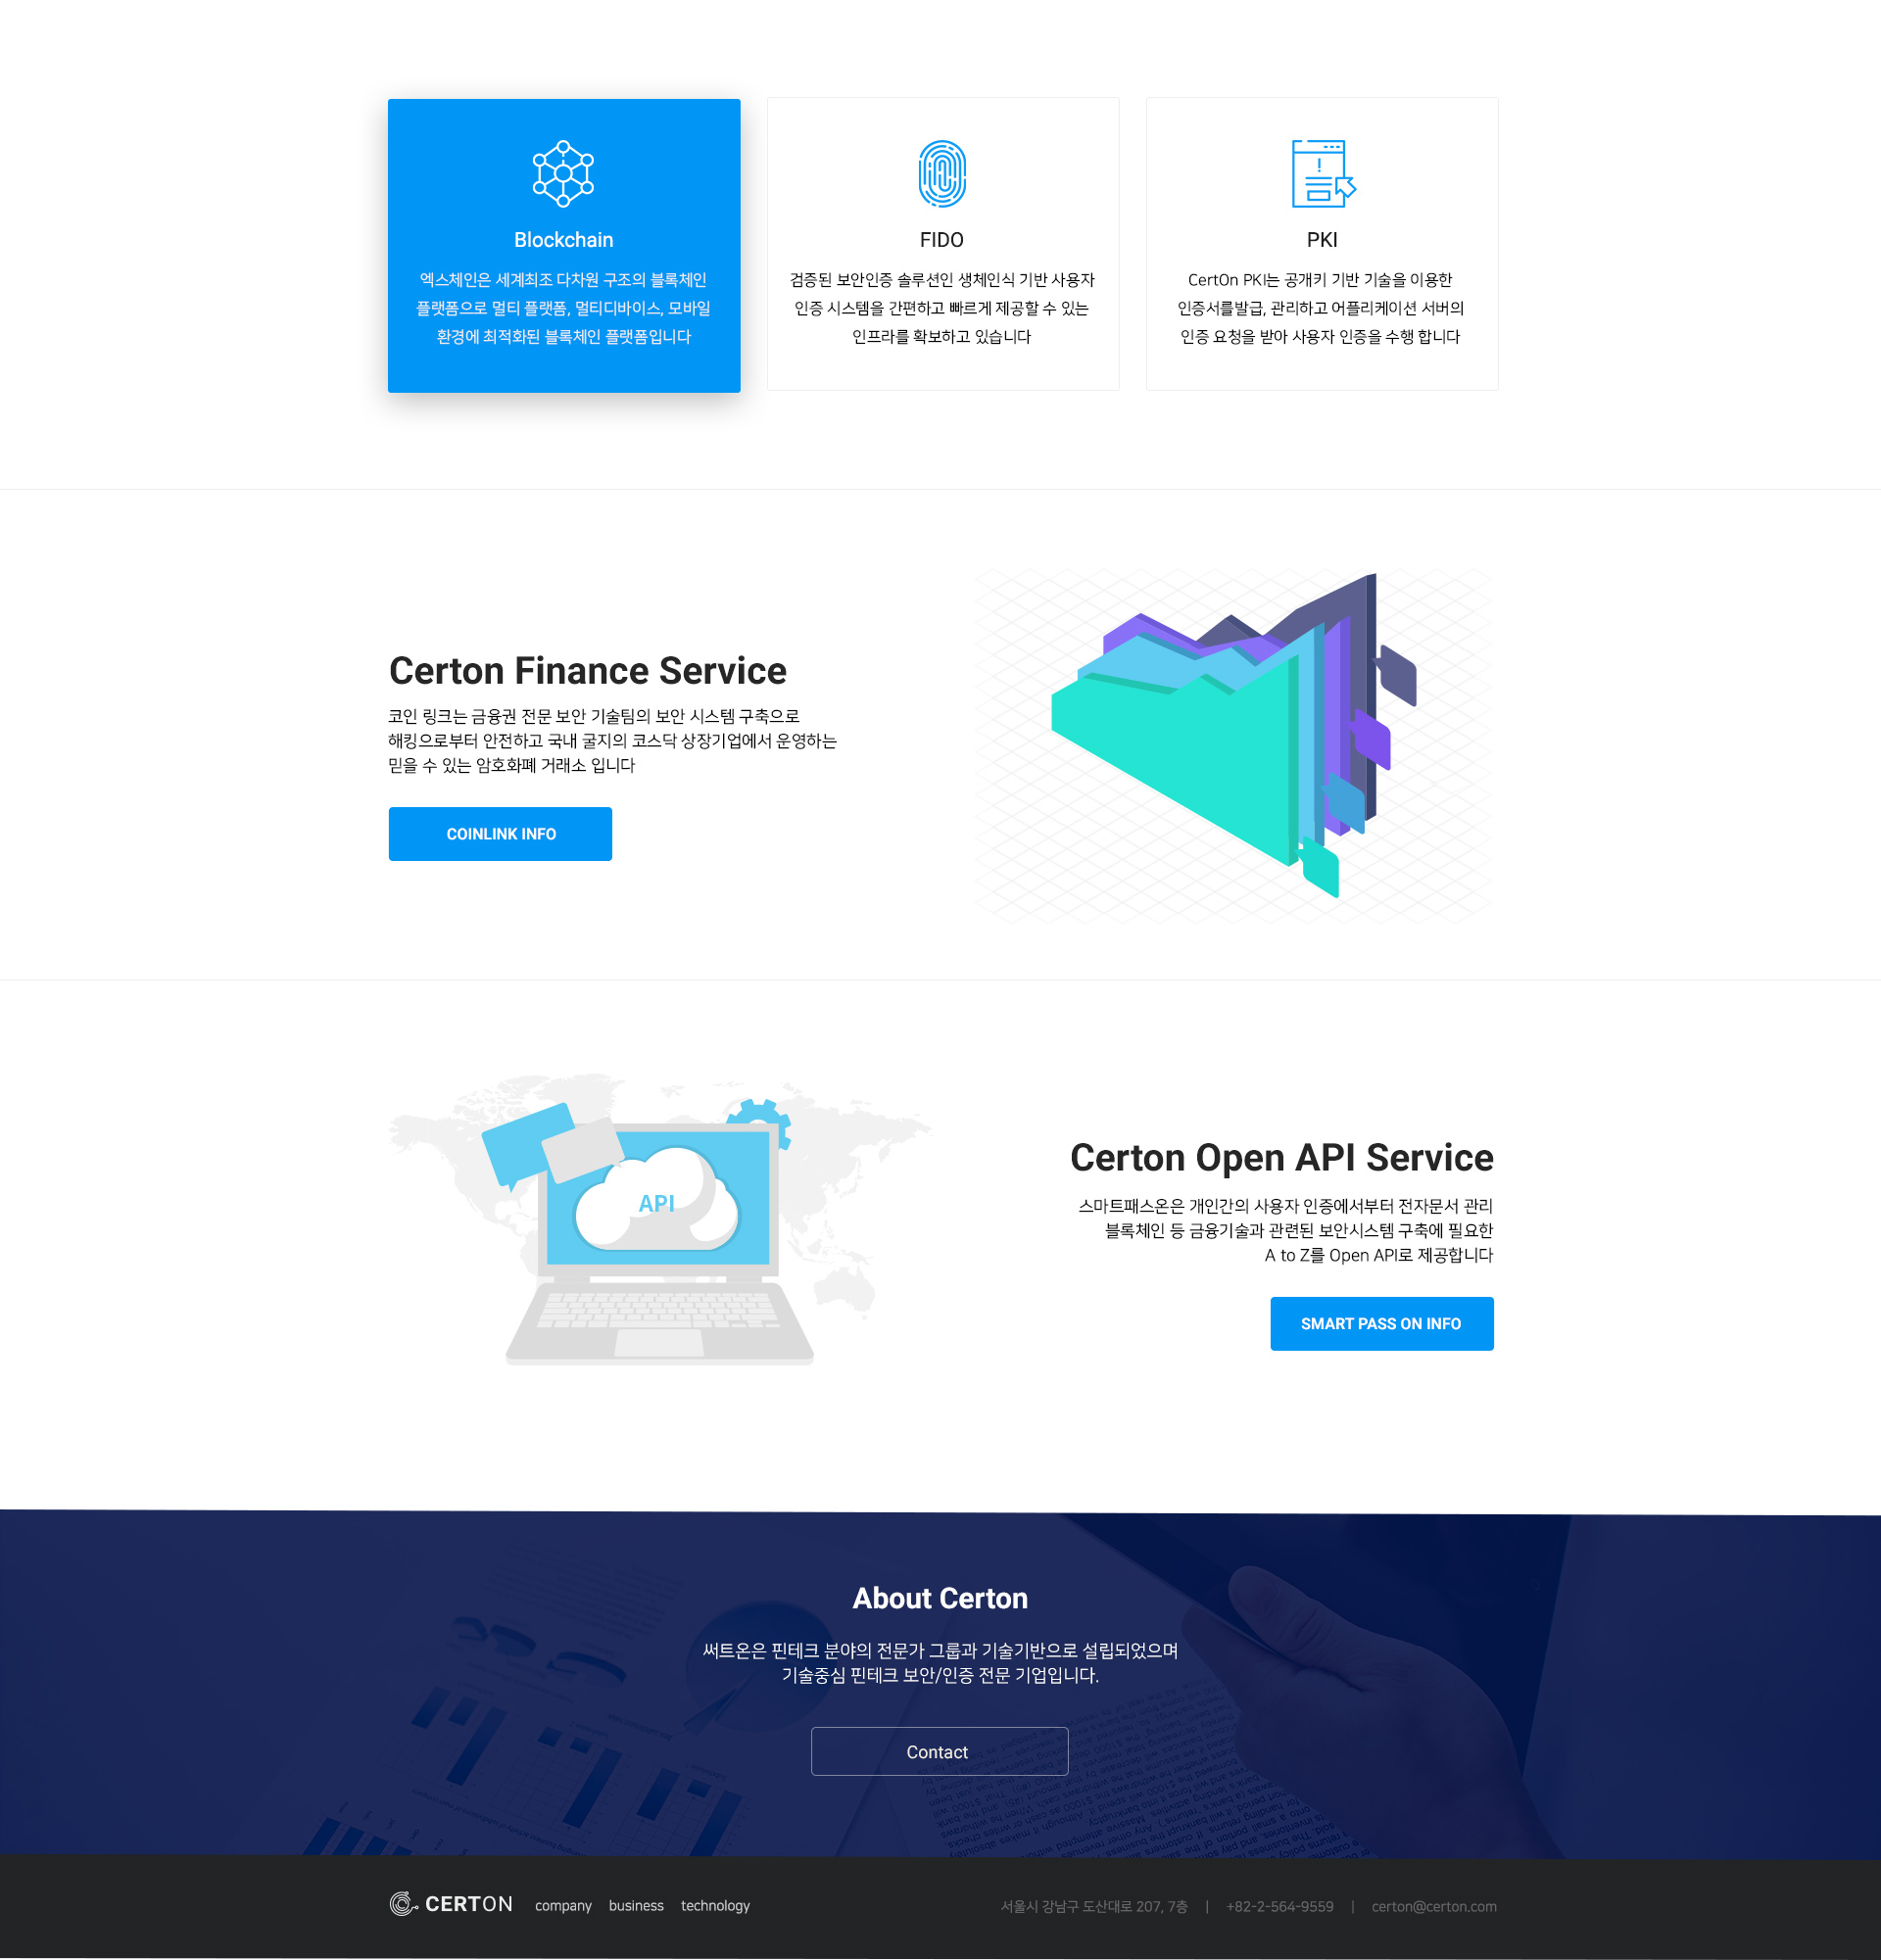 Blockchain
엑스체인은 세계최초 다차원 구조의 블록체인
플랫폼으로 멀티 플랫폼, 멀티디바이스, 모바일
환경에 최적화된 블록체인 플랫폼입니다
FIDO
검증된 보안인증 솔루션인 생체인식 기반 사용자
인증 시스템을 간편하고 빠르게 제공할 수 있는
인프라를 확보하고 있습니다
PKI
CertOn PKI는 공개키 기반 기술을 이용한
인증서를발급, 관리하고 어플리케이션 서버의
인증 요청을 받아 사용자 인증을 수행 합니다
Certon Finance Service
코인 링크는 금융권 전문 보안 기술팀의 보안 시스템 구축으로
해킹으로부터 안전하고 국내 굴지의 코스닥 상장기업에서 운영하는
믿을 수 있는 암호화폐 거래소 입니다
COINLINK INFO
API
Certon Open API Service
스마트패스온은 개인간의 사용자 인증에서부터 전자문서 관리
블록체인 등 금융기술과 관련된 보안시스템 구축에 필요한
A to Z를 Open API로 제공합니다
SMART PASS ON INFO
About Certon
써트온은 핀테크 분야의 전문가 그룹과 기술기반으로 설립되었으며
기술중심 핀테크 보안/인증 전문 기업입니다.
Contact
CERTON company business technology
서울시 강남구 도산대로 207, 7층 | +82-2-564-9559 | certon@certon.com